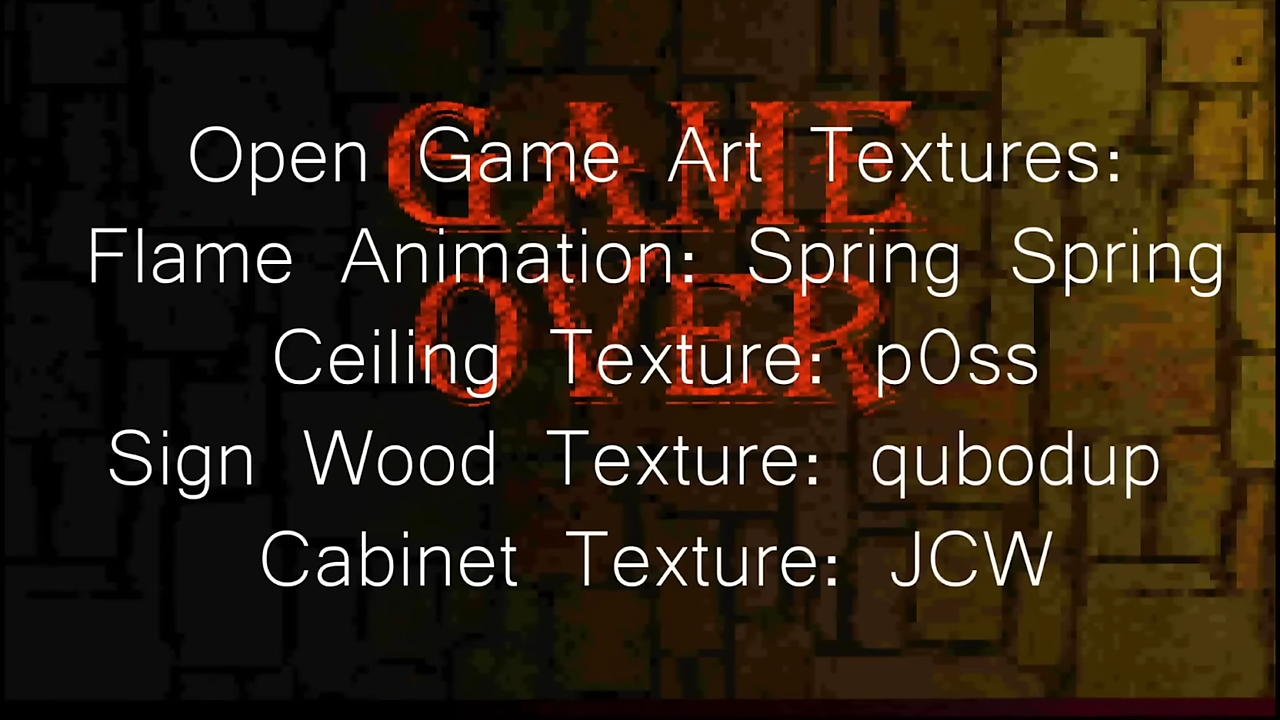 GAME
OVER
Open Game Art Textures:
Flame Animation: Spring Spring
Ceiling Texture: p0ss
Sign Wood Texture: qubodup
Cabinet Texture: JCW